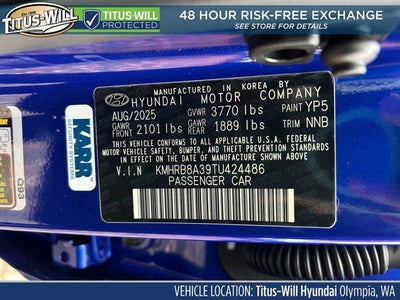 TITUS-WILL
TITUS-WILL
PROTECTED
48 HOUR RISK-FREE EXCHANGE
SEE STORE FOR DETAILS
MANUFACTURED IN KOREA BY
HYUNDAI MOTOR COMPANY
AUG/2025 GVWR 3770 lbs PAINT YP5
GAWR FRONT 2101 lbs GAWR REAR 1889 lbs TRIM NNB
THIS VEHICLE CONFORMS TO ALL APPLICABLE
U.S. FEDERAL MOTOR VEHICLE SAFETY, BUMPER,
AND THEFT PREVENTION STANDARDS IN EFFECT ON
THE DATE OF MANUFACTURE SHOWN ABOVE.
V.I.N KMHRB8A39TU424486
PASSENGER CAR
KARR
C93
VEHICLE LOCATION: Titus-Will Hyundai Olympia, WA